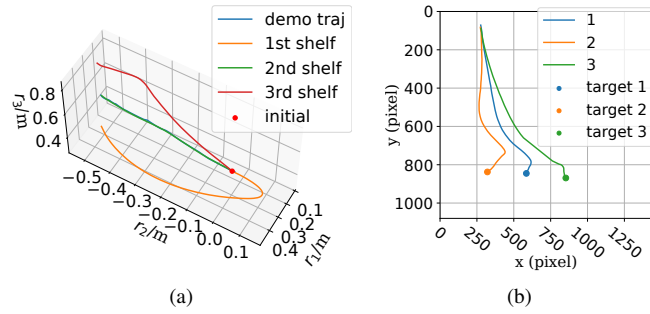 demo traj
1st shelf
2nd shelf
3rd shelf
initial
0.8
0.6
0.4
r₃/m
−0.5
−0.4
−0.3
−0.2
−0.1
0.0
0.1
r₂/m
0.1
0.2
0.3
0.4
r₁/m
(a)
0
200
400
600
800
1000
y (pixel)
1
2
3
target 1
target 2
target 3
0
250
500
750
1000
1250
x (pixel)
(b)